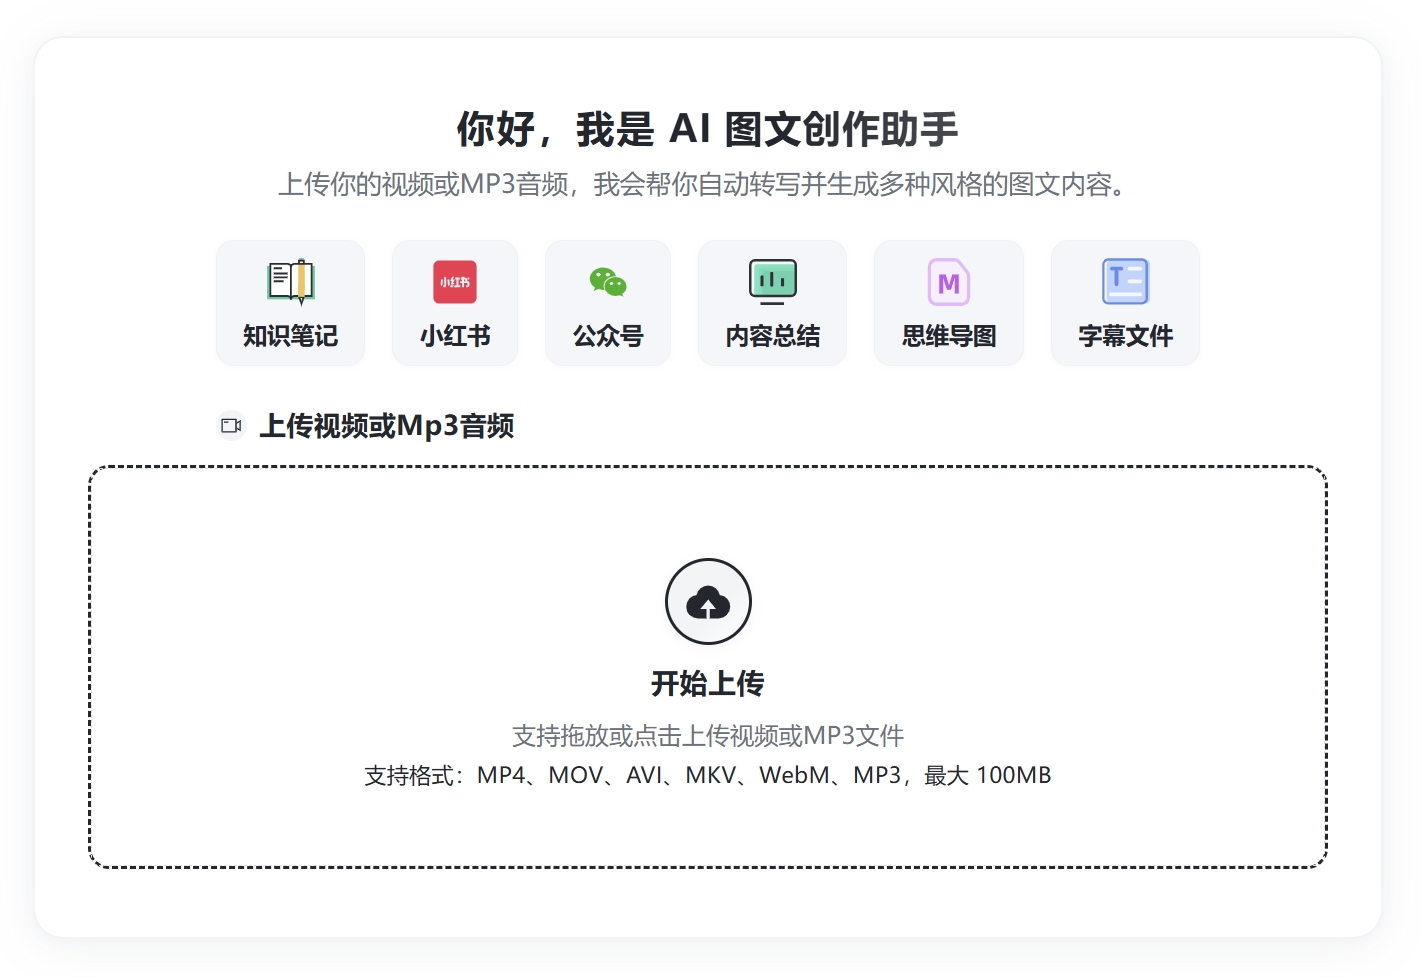 你好，我是 AI 图文创作助手
上传你的视频或MP3音频，我会帮你自动转写并生成多种风格的图文内容。
小红书
M
T
知识笔记
小红书
公众号
内容总结
思维导图
字幕文件
上传视频或Mp3音频
开始上传
支持拖放或点击上传视频或MP3文件
支持格式：MP4、MOV、AVI、MKV、WebM、MP3，最大 100MB